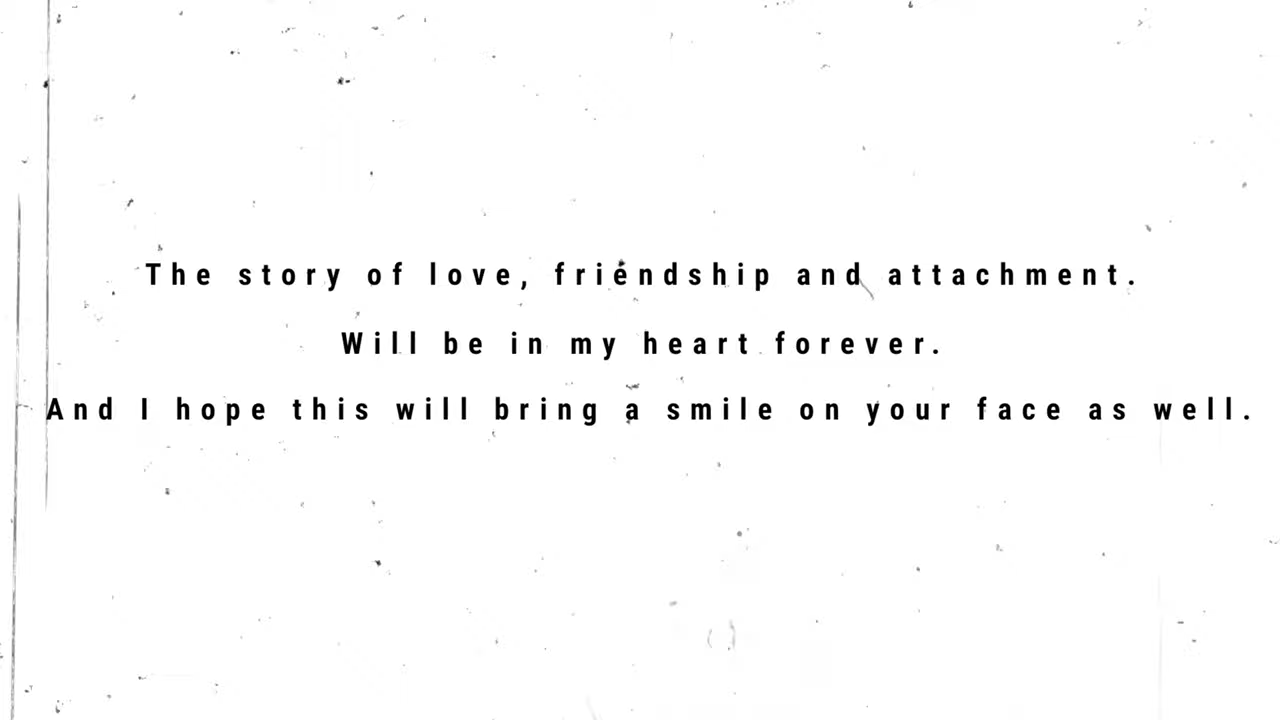 The story of love, friendship and attachment.
Will be in my heart forever.
And I hope this will bring a smile on your face as well.